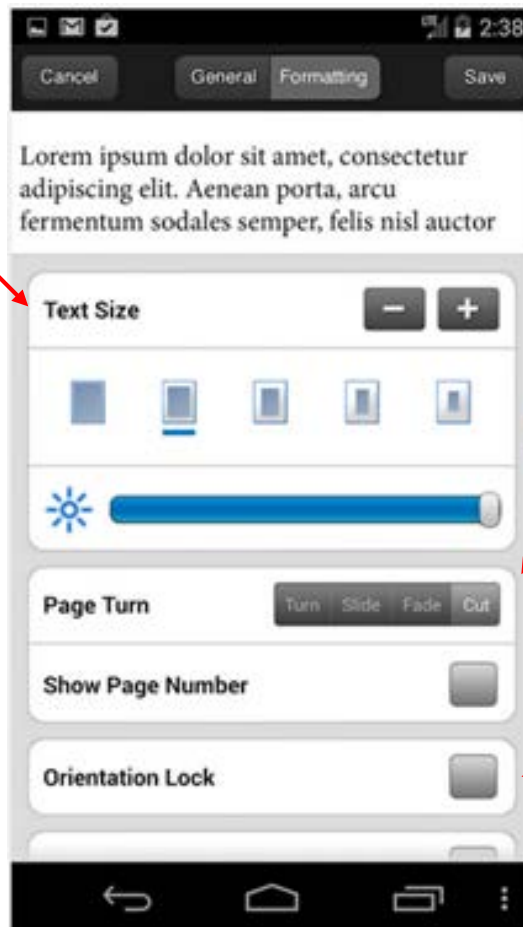 2:38
Cancel General Formatting Save
Lorem ipsum dolor sit amet, consectetur
adipiscing elit. Aenean porta, arcu
fermentum sodales semper, felis nisl auctor
Text Size − +
Page Turn Turn Slide Fade Cut
Show Page Number
Orientation Lock